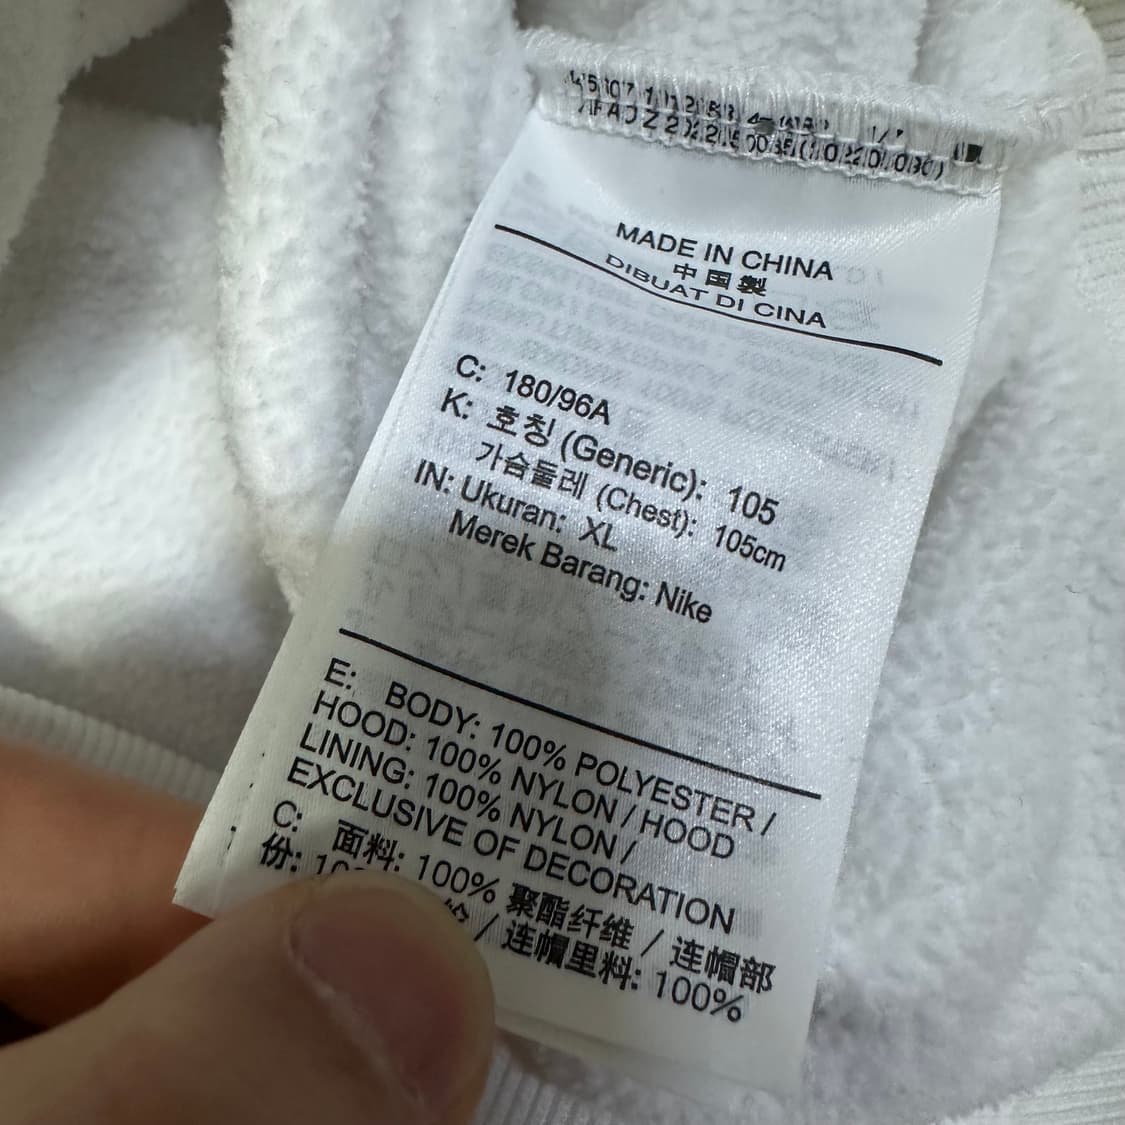 MADE IN CHINA
中国製
DIBUAT DI CINA
C: 180/96A
K: 호칭 (Generic): 105
가슴둘레 (Chest): 105cm
IN: Ukuran: XL
Merek Barang: Nike
E: BODY: 100% POLYESTER /
HOOD: 100% NYLON / HOOD
LINING: 100% NYLON /
EXCLUSIVE OF DECORATION
C: 面料: 100% 聚酯纤维 / 连帽部
份: / 连帽里料: 100%